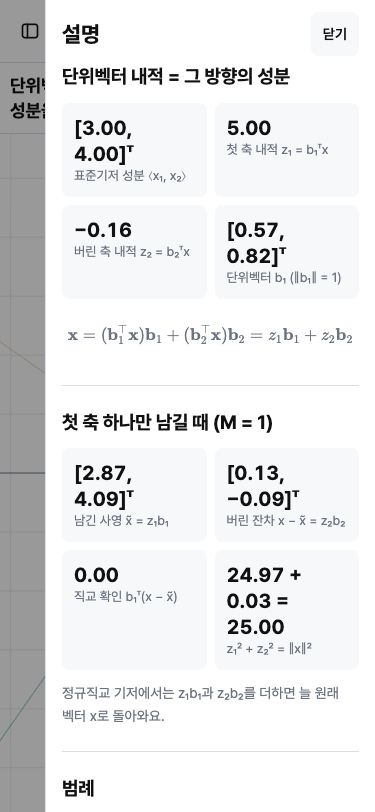 설명
닫기
단위
성분을
단위벡터 내적 = 그 방향의 성분
[3.00,
4.00]ᵀ
표준기저 성분 ⟨x₁, x₂⟩
5.00
첫 축 내적 z₁ = b₁ᵀx
−0.16
버린 축 내적 z₂ = b₂ᵀx
[0.57,
0.82]ᵀ
단위벡터 b₁ (‖b₁‖ = 1)
x = (b₁⊤x)b₁ + (b₂⊤x)b₂ = z₁b₁ + z₂b₂
첫 축 하나만 남길 때 (M = 1)
[2.87,
4.09]ᵀ
남긴 사영 x̃ = z₁b₁
[0.13,
−0.09]ᵀ
버린 잔차 x − x̃ = z₂b₂
0.00
직교 확인 b₁ᵀ(x − x̃)
24.97 +
0.03 =
25.00
z₁² + z₂² = ‖x‖²
정규직교 기저에서는 z₁b₁과 z₂b₂를 더하면 늘 원래
벡터 x로 돌아와요.
범례